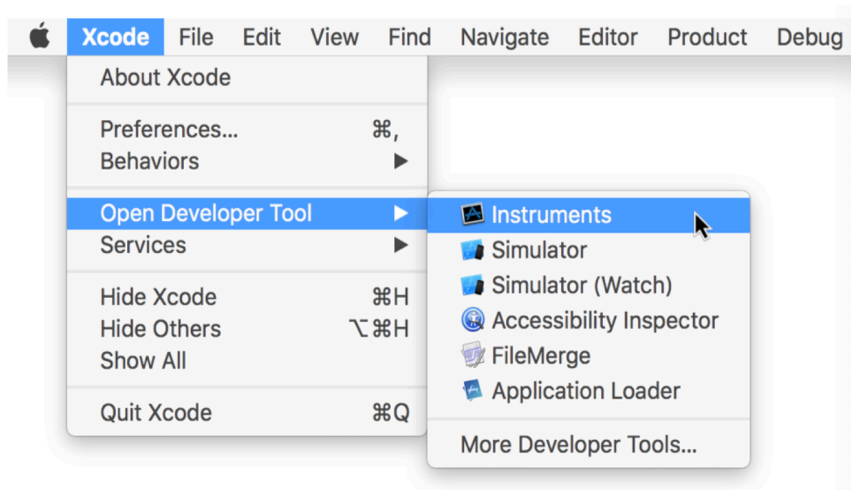 Xcode File Edit View Find Navigate Editor Product Debug
About Xcode
Preferences... ⌘,
Behaviors ▶
Open Developer Tool ▶
Services ▶
Hide Xcode ⌘H
Hide Others ⌥⌘H
Show All
Quit Xcode ⌘Q
Instruments
Simulator
Simulator (Watch)
Accessibility Inspector
FileMerge
Application Loader
More Developer Tools...